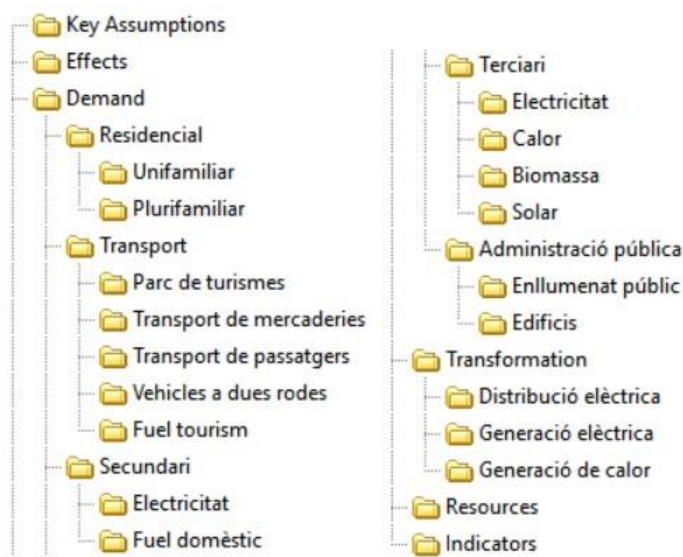 Key Assumptions
Effects
Demand
Residencial
Unifamiliar
Plurifamiliar
Transport
Parc de turismes
Transport de mercaderies
Transport de passatgers
Vehicles a dues rodes
Fuel tourism
Secundari
Electricitat
Fuel domèstic
Terciari
Electricitat
Calor
Biomassa
Solar
Administració pública
Enllumenat públic
Edificis
Transformation
Distribució elèctrica
Generació elèctrica
Generació de calor
Resources
Indicators